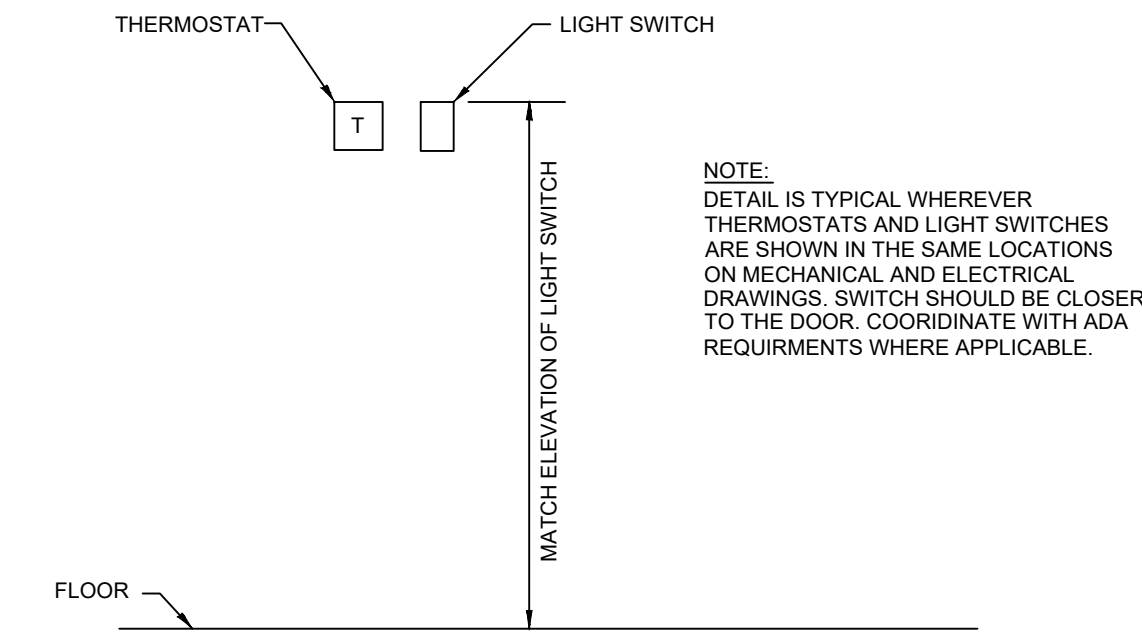 THERMOSTAT
LIGHT SWITCH
T
MATCH ELEVATION OF LIGHT SWITCH
NOTE:
DETAIL IS TYPICAL WHEREVER
THERMOSTATS AND LIGHT SWITCHES
ARE SHOWN IN THE SAME LOCATIONS
ON MECHANICAL AND ELECTRICAL
DRAWINGS. SWITCH SHOULD BE CLOSER
TO THE DOOR. COORIDINATE WITH ADA
REQUIRMENTS WHERE APPLICABLE.
FLOOR